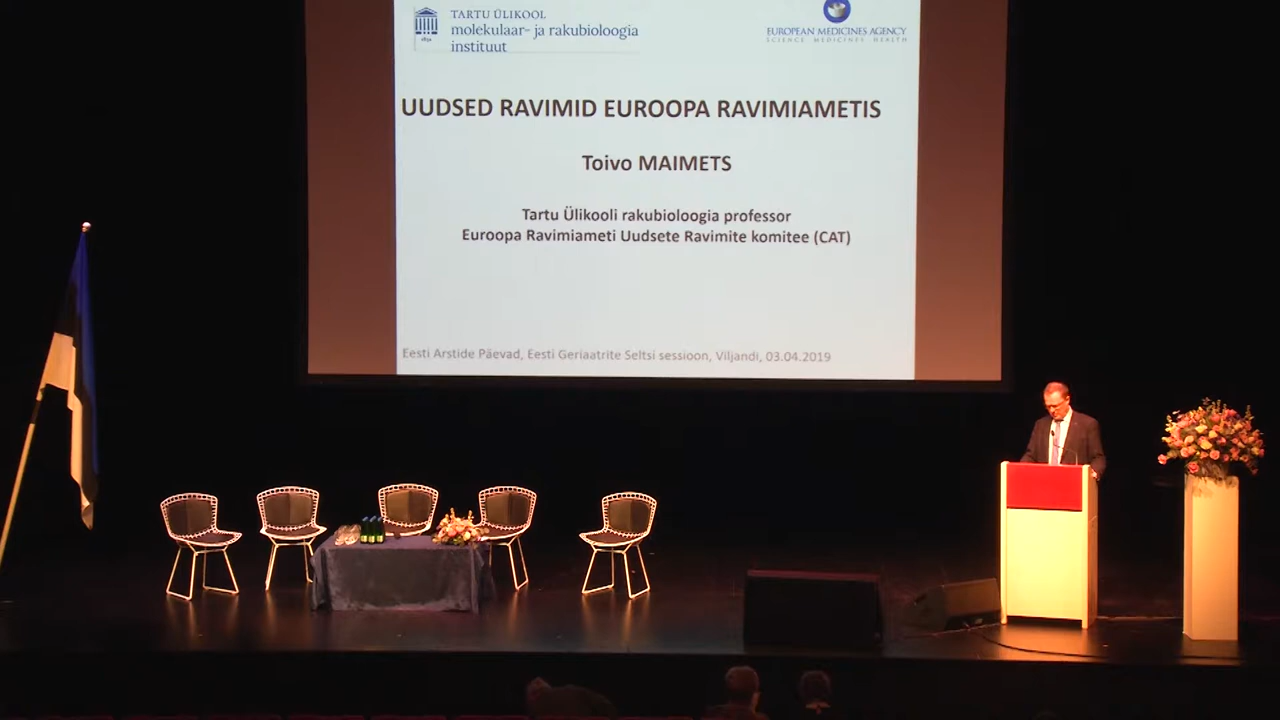 TARTU ÜLIKOOL
molekulaar- ja rakubioloogia
instituut
EUROPEAN MEDICINES AGENCY
SCIENCE MEDICINES HEALTH
UUDSED RAVIMID EUROOPA RAVIMIAMETIS
Toivo MAIMETS
Tartu Ülikooli rakubioloogia professor
Euroopa Ravimiameti Uudsete Ravimite komitee (CAT)
Eesti Arstide Päevad, Eesti Geriaatrite Seltsi sessioon, Viljandi, 03.04.2019